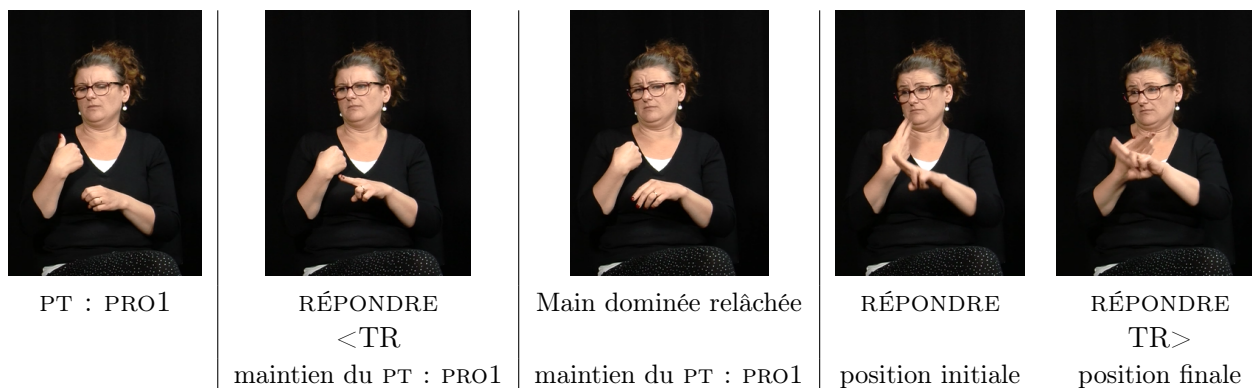 PT : PRO1
RÉPONDRE
<TR
maintien du PT : PRO1
Main dominée relâchée
maintien du PT : PRO1
RÉPONDRE
position initiale
RÉPONDRE
TR>
position finale